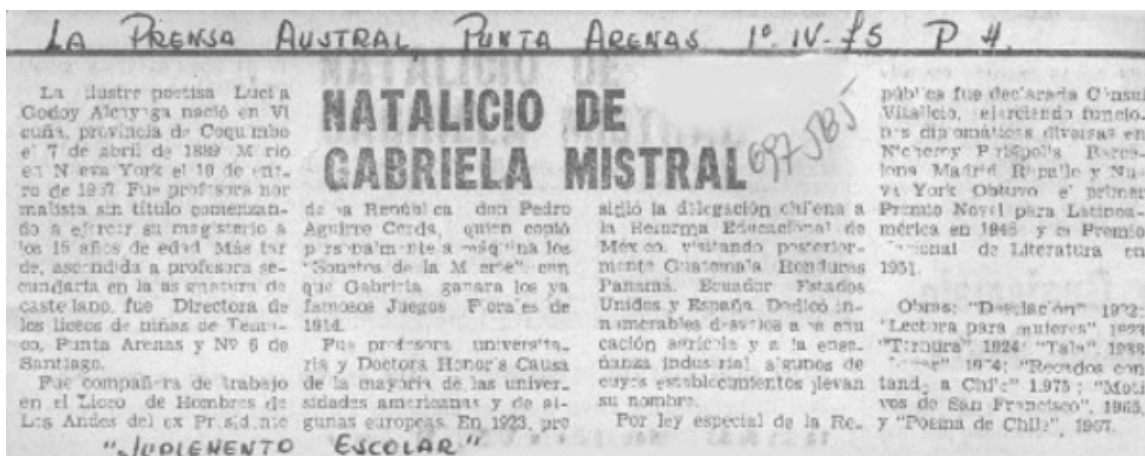 LA PRENSA AUSTRAL PUNTA ARENAS 1º-IV-75 P 4.
NATALICIO DE
GABRIELA MISTRAL
697585
La ilustre poetisa Lucila
Godoy Alcayaga nació en Vi
cuña, provincia de Coquimbo
el 7 de abril de 1889 Murio
en Nueva York el 10 de ene-
ro de 1957 Fue profesora nor
malista sin título comenzan-
do a ejercer su magisterio a
los 15 años de edad. Más tar
de, ascendida a profesora se-
cundaria en la asignatura de
castellano, fue Directora de
los liceos de niñas de Temu-
co, Punta Arenas y Nº 6 de
Santiago.
Fue compañera de trabajo
en el Liceo de Hombres de
Los Andes del ex Presidente
de la República don Pedro
Aguirre Cerda, quien copió
personalmente a máquina los
"Sonetos de la Muerte" con
que Gabriela ganara los ya
famosos Juegos Florales de
1914.
Fue profesora universita-
ria y Doctora Honoris Causa
de la mayoría de las univer-
sidades americanas y de al-
gunas europeas. En 1923, pre
sidió la delegación chilena a
la Reforma Educacional de
México, visitando posterior-
mente Guatemala Honduras
Panamá, Ecuador Estados
Unidos y España. Dedicó in-
numerables desvelos a la edu
cación agrícola y a la ense-
ñanza industrial algunos de
cuyos establecimientos llevan
su nombre.
Por ley especial de la Re-
pública fue declarada Cónsul
Vitalicio, ejerciendo funcio-
nes diplomáticas diversas en
Barce-
lona Madrid Rapallo y Nue
va York Obtuvo el primer
Premio Novel para Latinoa-
mérica en 1945 y el Premio
Nacional de Literatura en
1951.
Obras: "Desolación" 1922;
"Lectura para mujeres", 1923
"Ternura", 1924; "Tala", 1938
"Recados con
tando a Chile" ; "Moti
vos de San Francisco", 1965,
y "Poema de Chile", 1967.
"SUPLEMENTO ESCOLAR"